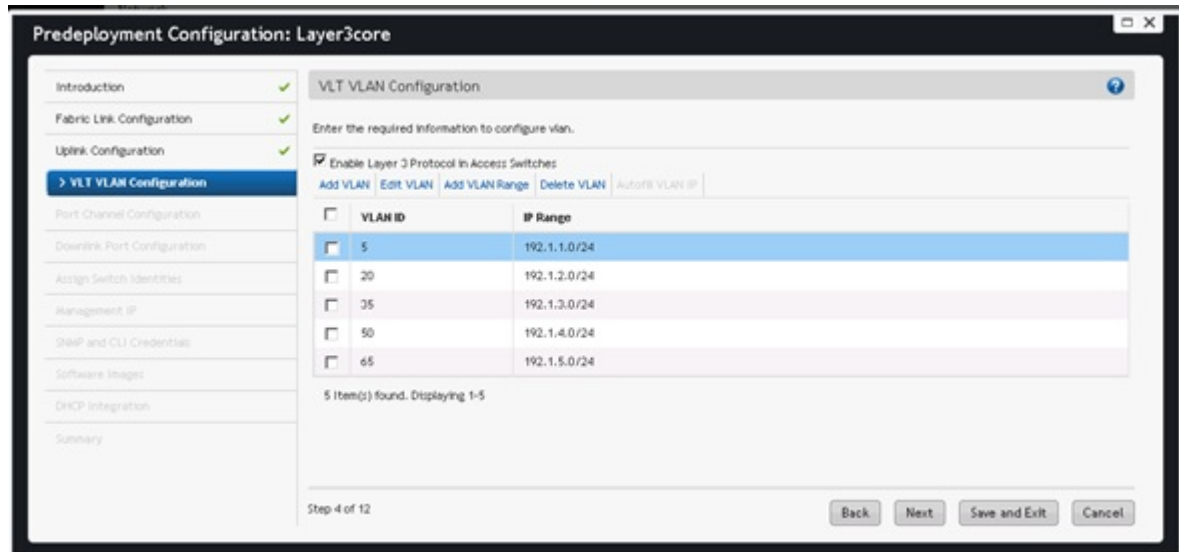 Predeployment Configuration: Layer3core
Introduction
Fabric Link Configuration
Uplink Configuration
> VLT VLAN Configuration
Port Channel Configuration
Downlink Port Configuration
Assign Switch Identities
Management IP
SNMP and CLI Credentials
Software Images
DHCP Integration
Summary
VLT VLAN Configuration
Enter the required information to configure vlan.
Enable Layer 3 Protocol in Access Switches
Add VLAN Edit VLAN Add VLAN Range Delete VLAN Autofill VLAN IP
VLAN ID IP Range
5 192.1.1.0/24
20 192.1.2.0/24
35 192.1.3.0/24
50 192.1.4.0/24
65 192.1.5.0/24
5 item(s) found. Displaying 1-5
Step 4 of 12
Back Next Save and Exit Cancel